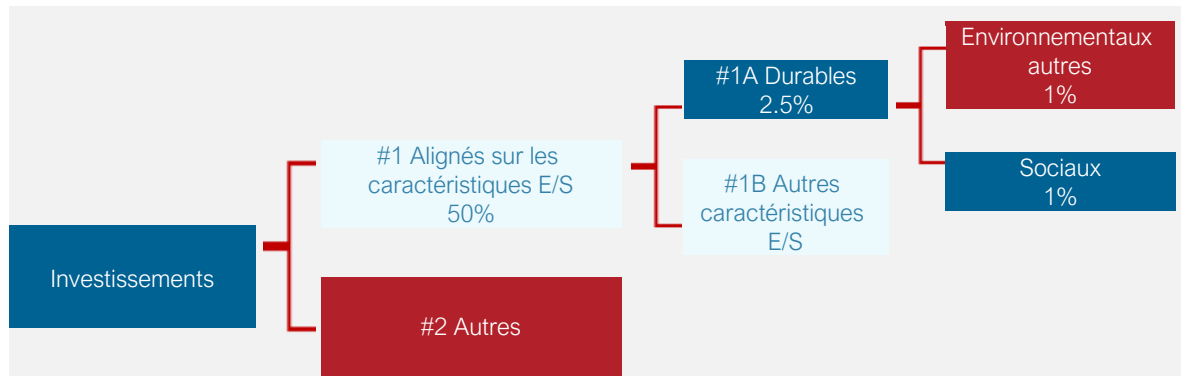 Investissements
#1 Alignés sur les
caractéristiques E/S
50%
#2 Autres
#1A Durables
2.5%
#1B Autres
caractéristiques
E/S
Environnementaux
autres
1%
Sociaux
1%